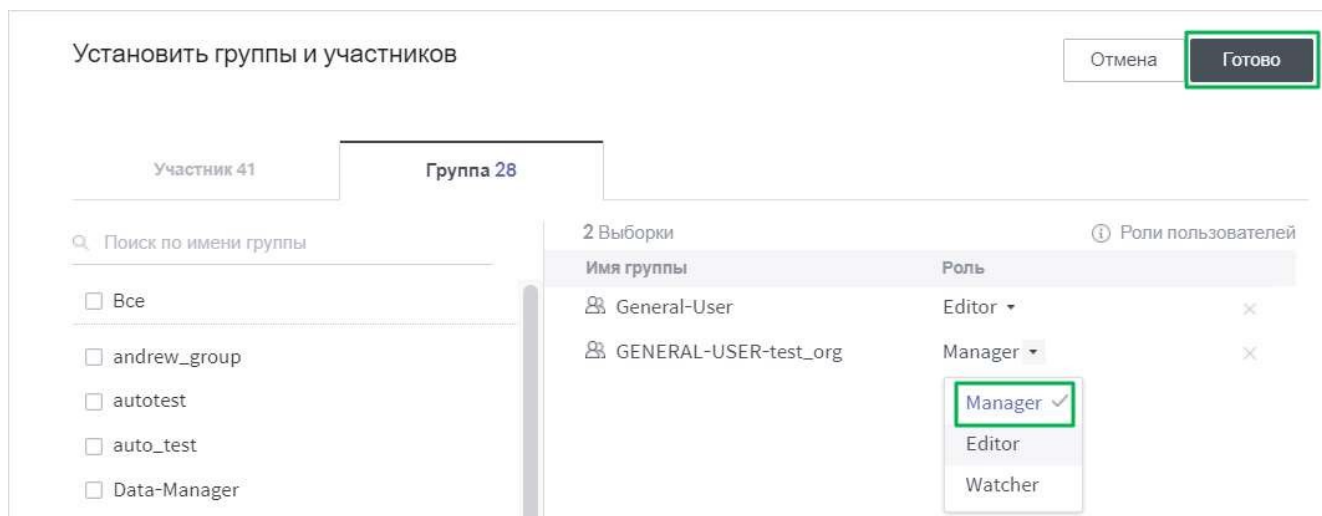 Установить группы и участников
Отмена
Готово
Участник 41
Группа 28
Поиск по имени группы
2 Выборки
Роли пользователей
Имя группы
Роль
Все
General-User
Editor
andrew_group
GENERAL-USER-test_org
Manager
autotest
Manager
auto_test
Editor
Data-Manager
Watcher